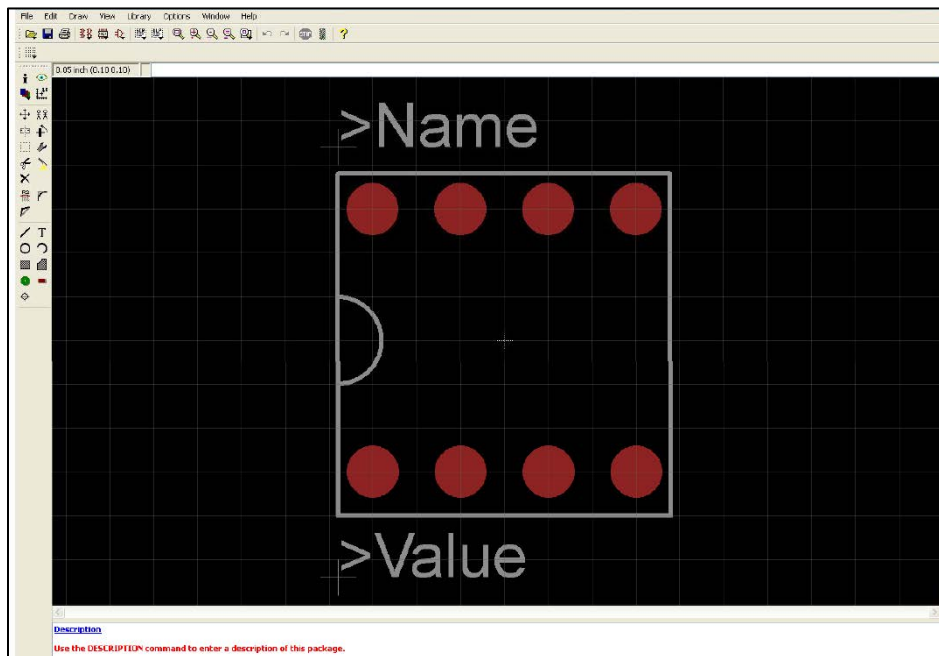 File Edit Draw View Library Options Window Help
0.05 inch (0.10 0.10)
>Name
>Value
Description
Use the DESCRIPTION command to enter a description of this package.